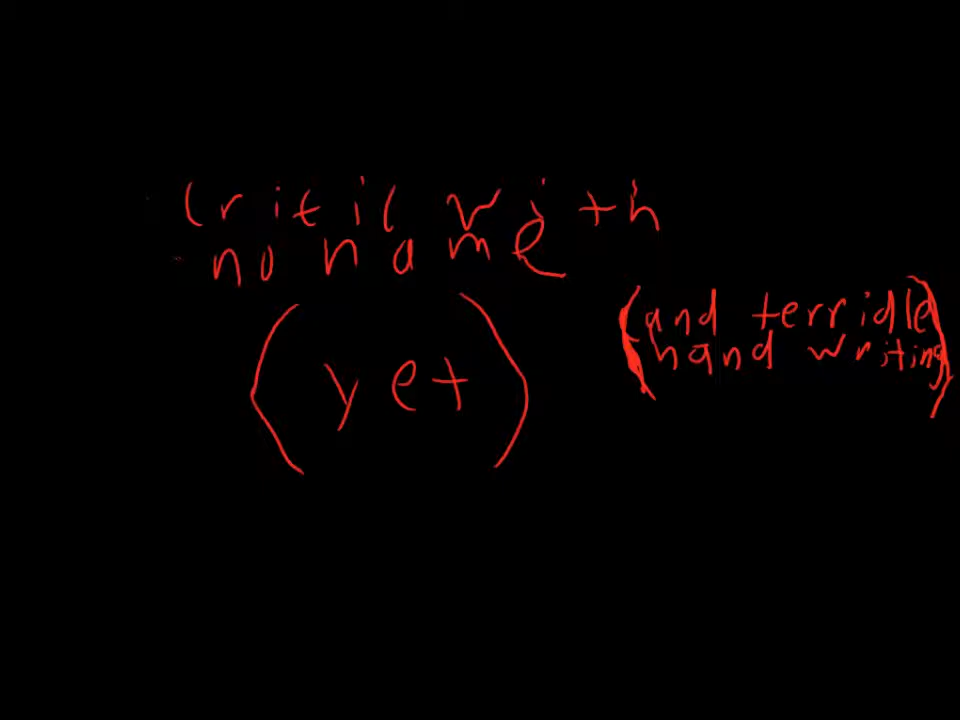 critic with
no name
(yet)
(and terridle
hand writing)